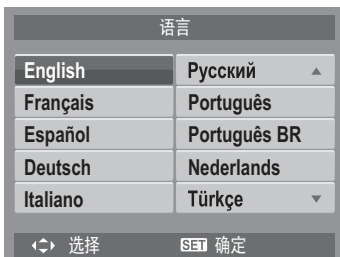 语言
English
Русский
Français
Português
Español
Português BR
Deutsch
Nederlands
Italiano
Türkçe
选择
SET 确定